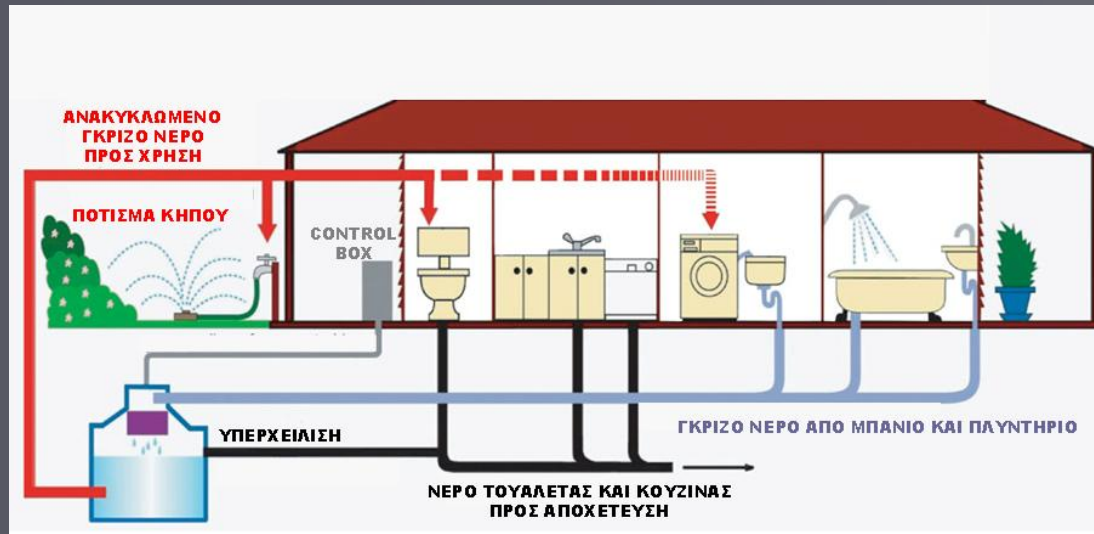 ΑΝΑΚΥΚΛΩΜΕΝΟ
ΓΚΡΙΖΟ ΝΕΡΟ
ΠΡΟΣ ΧΡΗΣΗ
ΠΟΤΙΣΜΑ ΚΗΠΟΥ
CONTROL
BOX
ΥΠΕΡΧΕΙΛΙΣΗ
ΓΚΡΙΖΟ ΝΕΡΟ ΑΠΟ ΜΠΑΝΙΟ ΚΑΙ ΠΛΥΝΤΗΡΙΟ
ΝΕΡΟ ΤΟΥΑΛΕΤΑΣ ΚΑΙ ΚΟΥΖΙΝΑΣ
ΠΡΟΣ ΑΠΟΧΕΤΕΥΣΗ